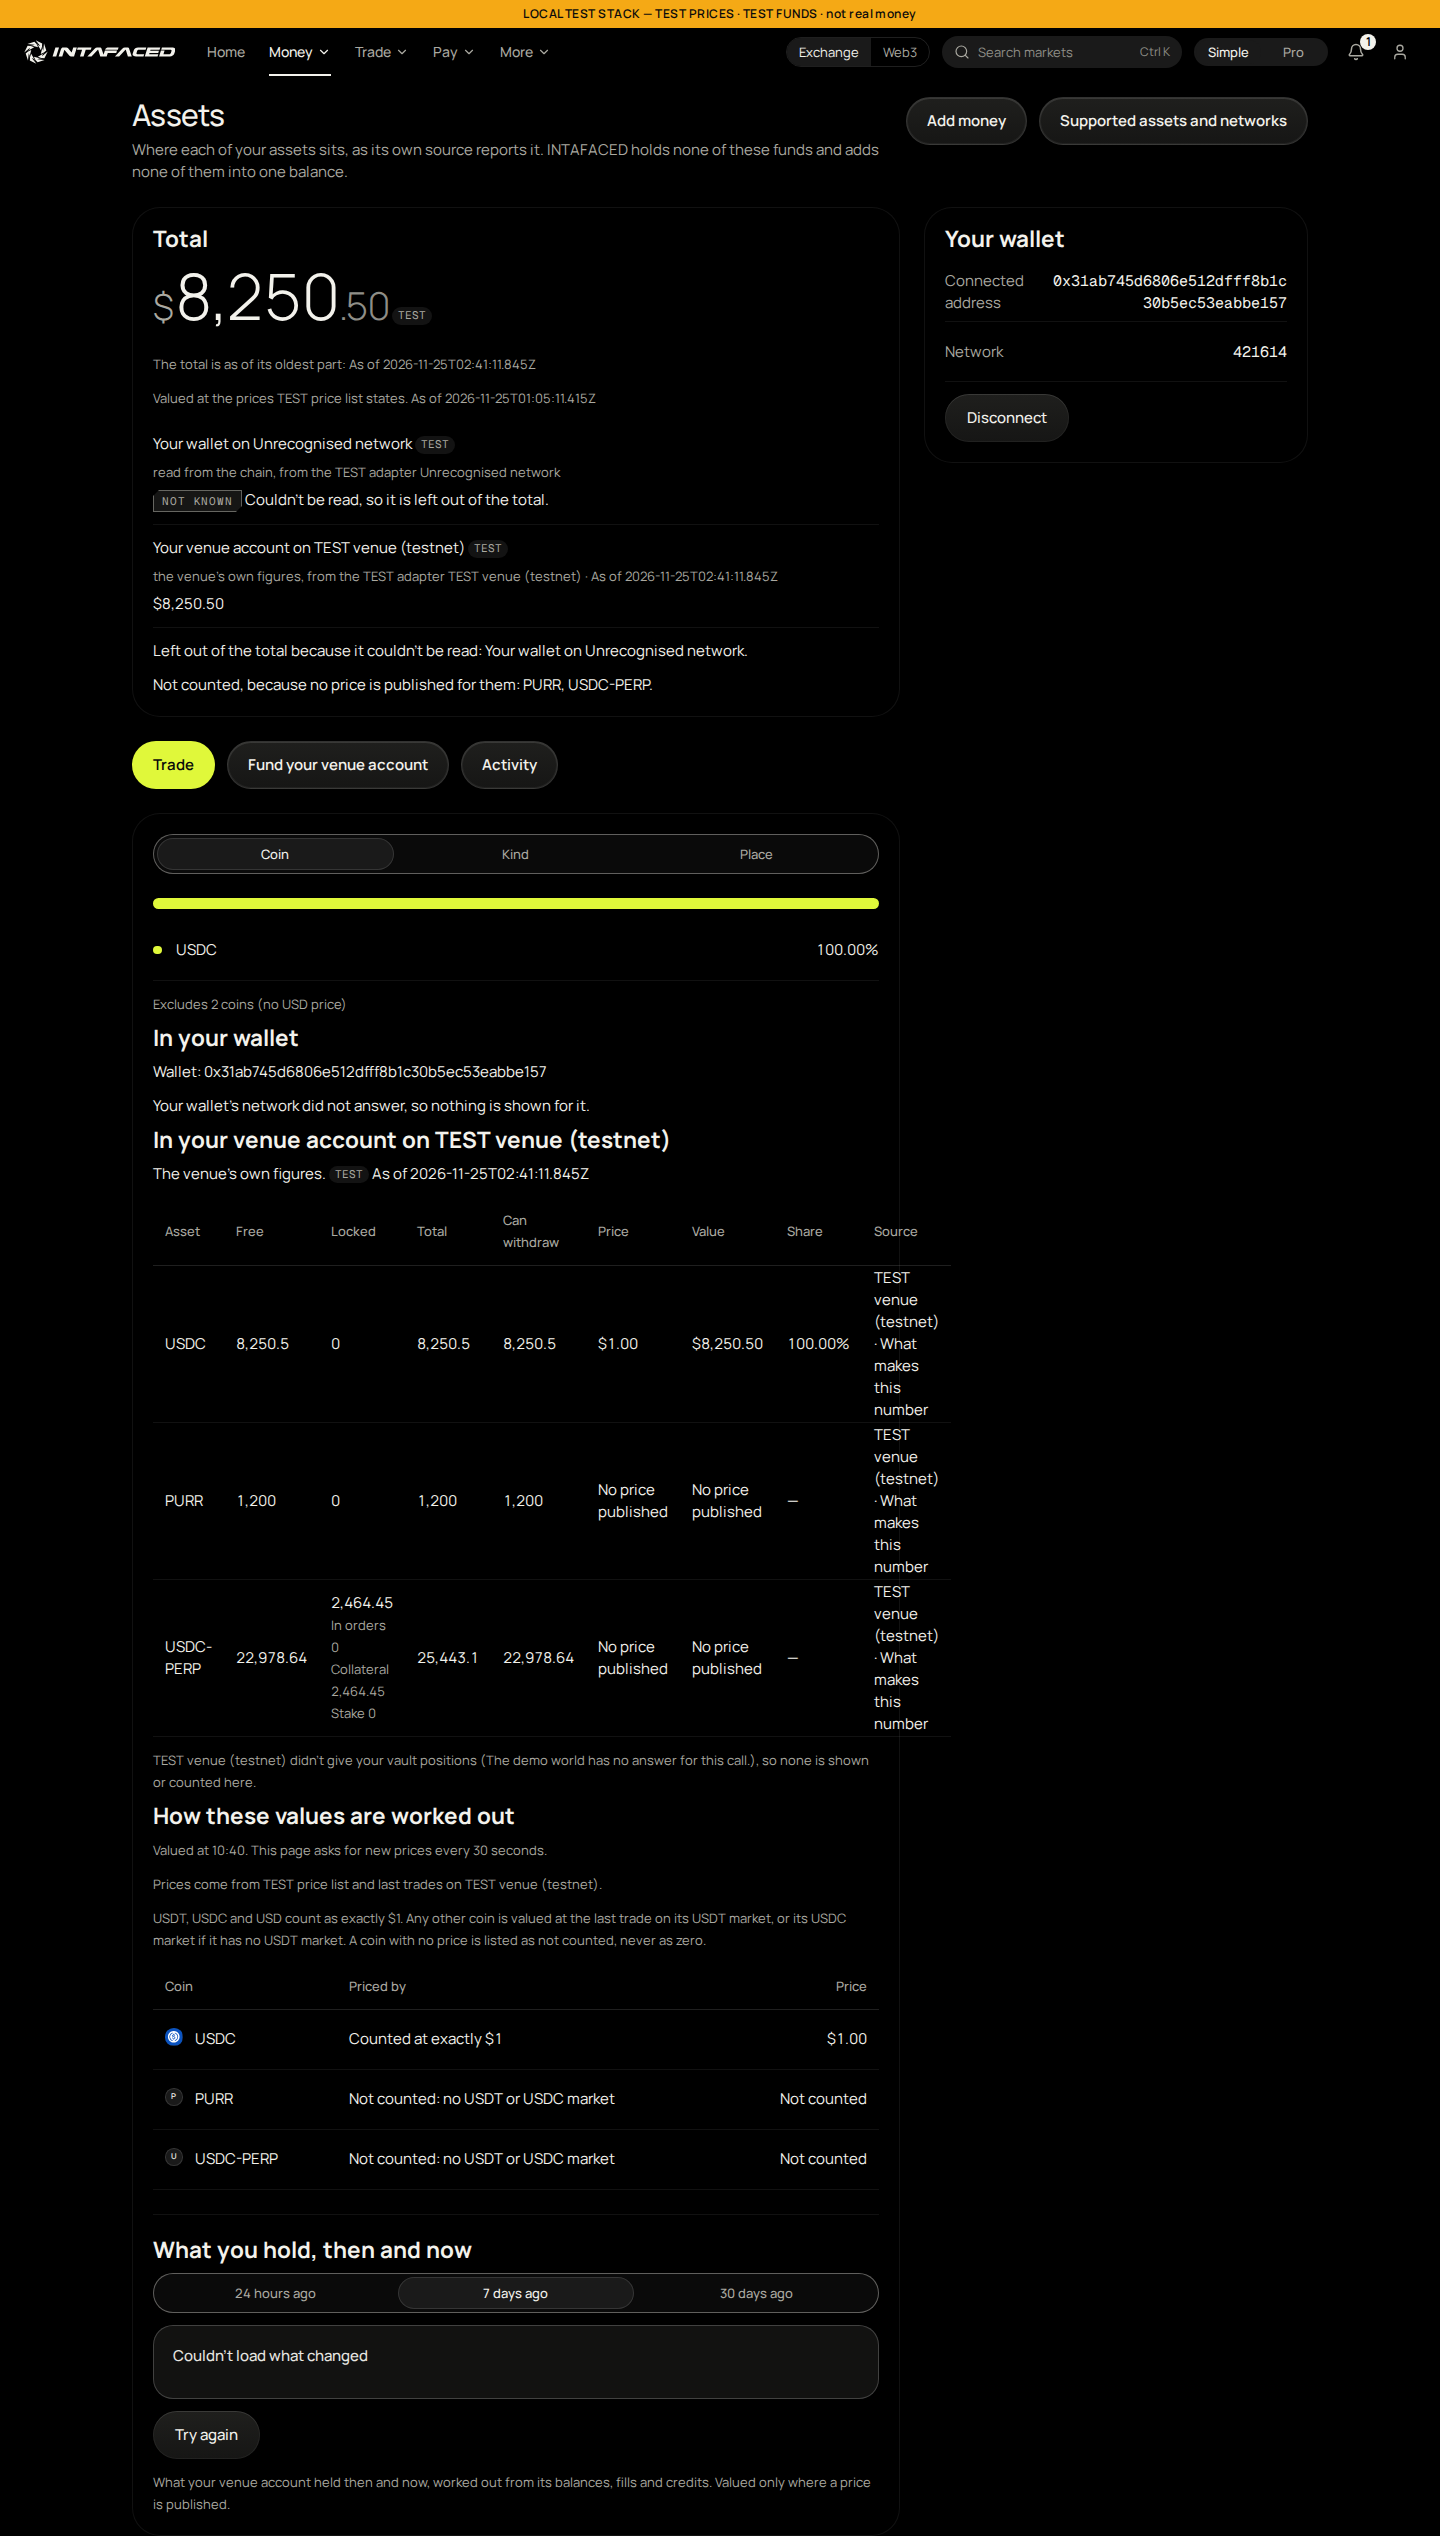 LOCAL TEST STACK — TEST PRICES · TEST FUNDS · not real money
INTAFACED
Home
Money
Trade
Pay
More
Exchange
Web3
Search markets
Ctrl K
Simple
Pro
1
Assets
Add money
Supported assets and networks
Where each of your assets sits, as its own source reports it. INTAFACED holds none of these funds and adds
none of them into one balance.
Total
$8,250.50 TEST
The total is as of its oldest part: As of 2026-11-25T02:41:11.845Z
Valued at the prices TEST price list states. As of 2026-11-25T01:05:11.415Z
Your wallet on Unrecognised network TEST
read from the chain, from the TEST adapter Unrecognised network
NOT KNOWN Couldn't be read, so it is left out of the total.
Your venue account on TEST venue (testnet) TEST
the venue's own figures, from the TEST adapter TEST venue (testnet) · As of 2026-11-25T02:41:11.845Z
$8,250.50
Left out of the total because it couldn't be read: Your wallet on Unrecognised network.
Not counted, because no price is published for them: PURR, USDC-PERP.
Your wallet
Connected
address
0x31ab745d6806e512dfff8b1c
30b5ec53eabbe157
Network
421614
Disconnect
Trade
Fund your venue account
Activity
Coin
Kind
Place
USDC
100.00%
Excludes 2 coins (no USD price)
In your wallet
Wallet: 0x31ab745d6806e512dfff8b1c30b5ec53eabbe157
Your wallet's network did not answer, so nothing is shown for it.
In your venue account on TEST venue (testnet)
The venue's own figures. TEST As of 2026-11-25T02:41:11.845Z
Asset
Free
Locked
Total
Can
withdraw
Price
Value
Share
Source
USDC
8,250.5
0
8,250.5
8,250.5
$1.00
$8,250.50
100.00%
TEST
venue
(testnet)
· What
makes
this
number
PURR
1,200
0
1,200
1,200
No price
published
No price
published
—
TEST
venue
(testnet)
· What
makes
this
number
USDC-
PERP
22,978.64
2,464.45
In orders
0
Collateral
2,464.45
Stake 0
25,443.1
22,978.64
No price
published
No price
published
—
TEST
venue
(testnet)
· What
makes
this
number
TEST venue (testnet) didn't give your vault positions (The demo world has no answer for this call.), so none is shown
or counted here.
How these values are worked out
Valued at 10:40. This page asks for new prices every 30 seconds.
Prices come from TEST price list and last trades on TEST venue (testnet).
USDT, USDC and USD count as exactly $1. Any other coin is valued at the last trade on its USDT market, or its USDC
market if it has no USDT market. A coin with no price is listed as not counted, never as zero.
Coin
Priced by
Price
USDC
Counted at exactly $1
$1.00
P
PURR
Not counted: no USDT or USDC market
Not counted
U
USDC-PERP
Not counted: no USDT or USDC market
Not counted
What you hold, then and now
24 hours ago
7 days ago
30 days ago
Couldn't load what changed
Try again
What your venue account held then and now, worked out from its balances, fills and credits. Valued only where a price
is published.